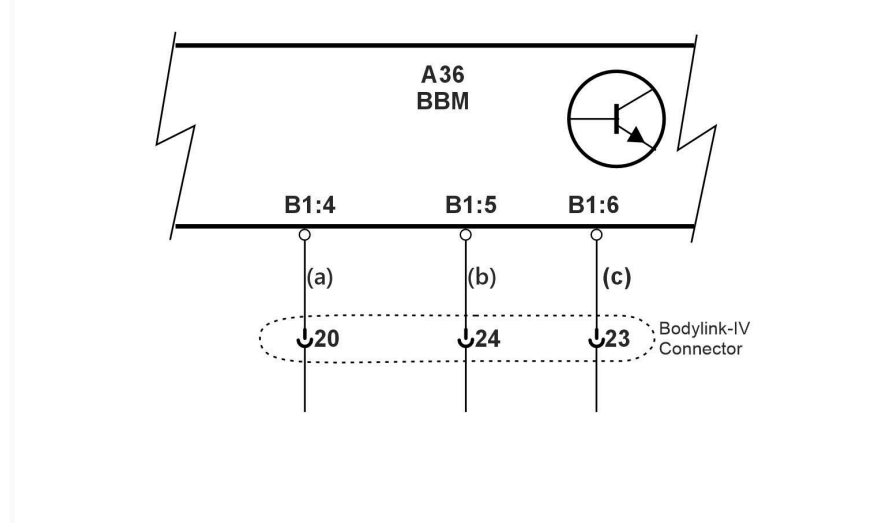 A36
BBM
B1:4 B1:5 B1:6
(a) (b) (c)
20 24 23
Bodylink-IV
Connector